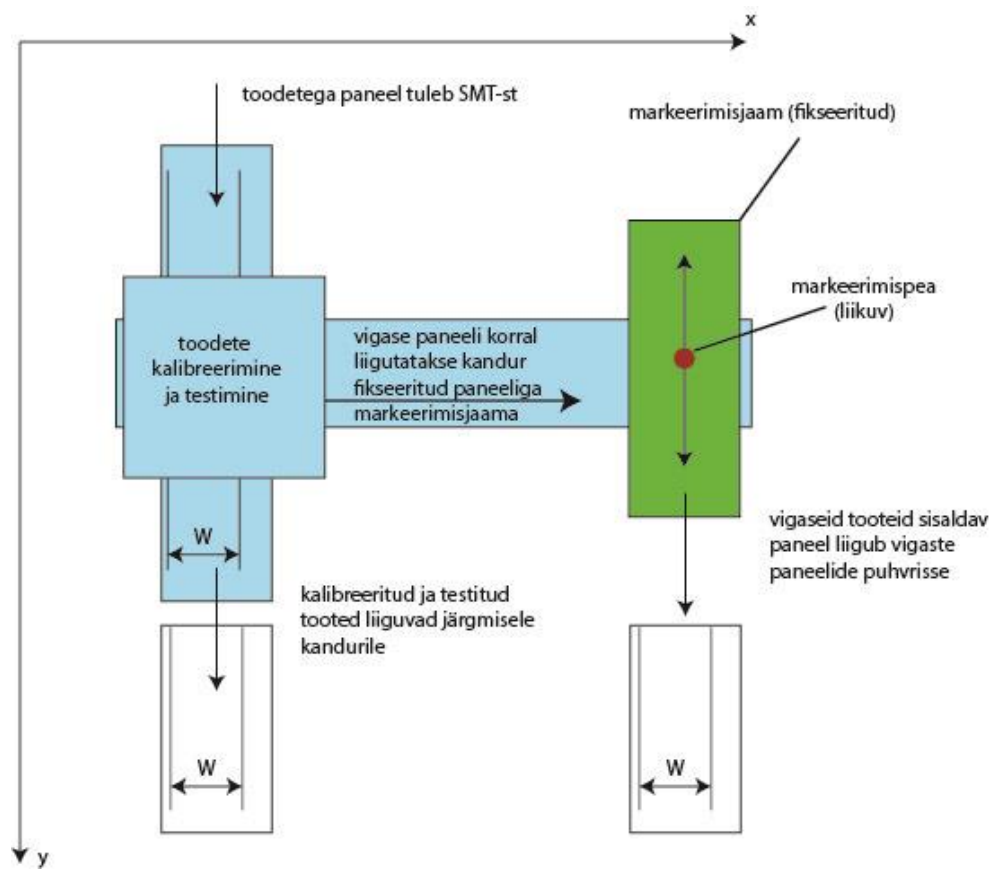 x
toodetega paneel tuleb SMT-st
markeerimisjaam (fikseeritud)
markeerimispea
(liikuv)
toodete
kalibreerimine
ja testimine
vigase paneeli korral
liigutatakse kandur
fikseeritud paneeliga
markeerimisjaama
W
vigaseid tooteid sisaldav
paneel liigub vigaste
paneelide puhvrisse
kalibreeritud ja testitud
tooted liiguvad järgmisele
kandurile
W
W
y